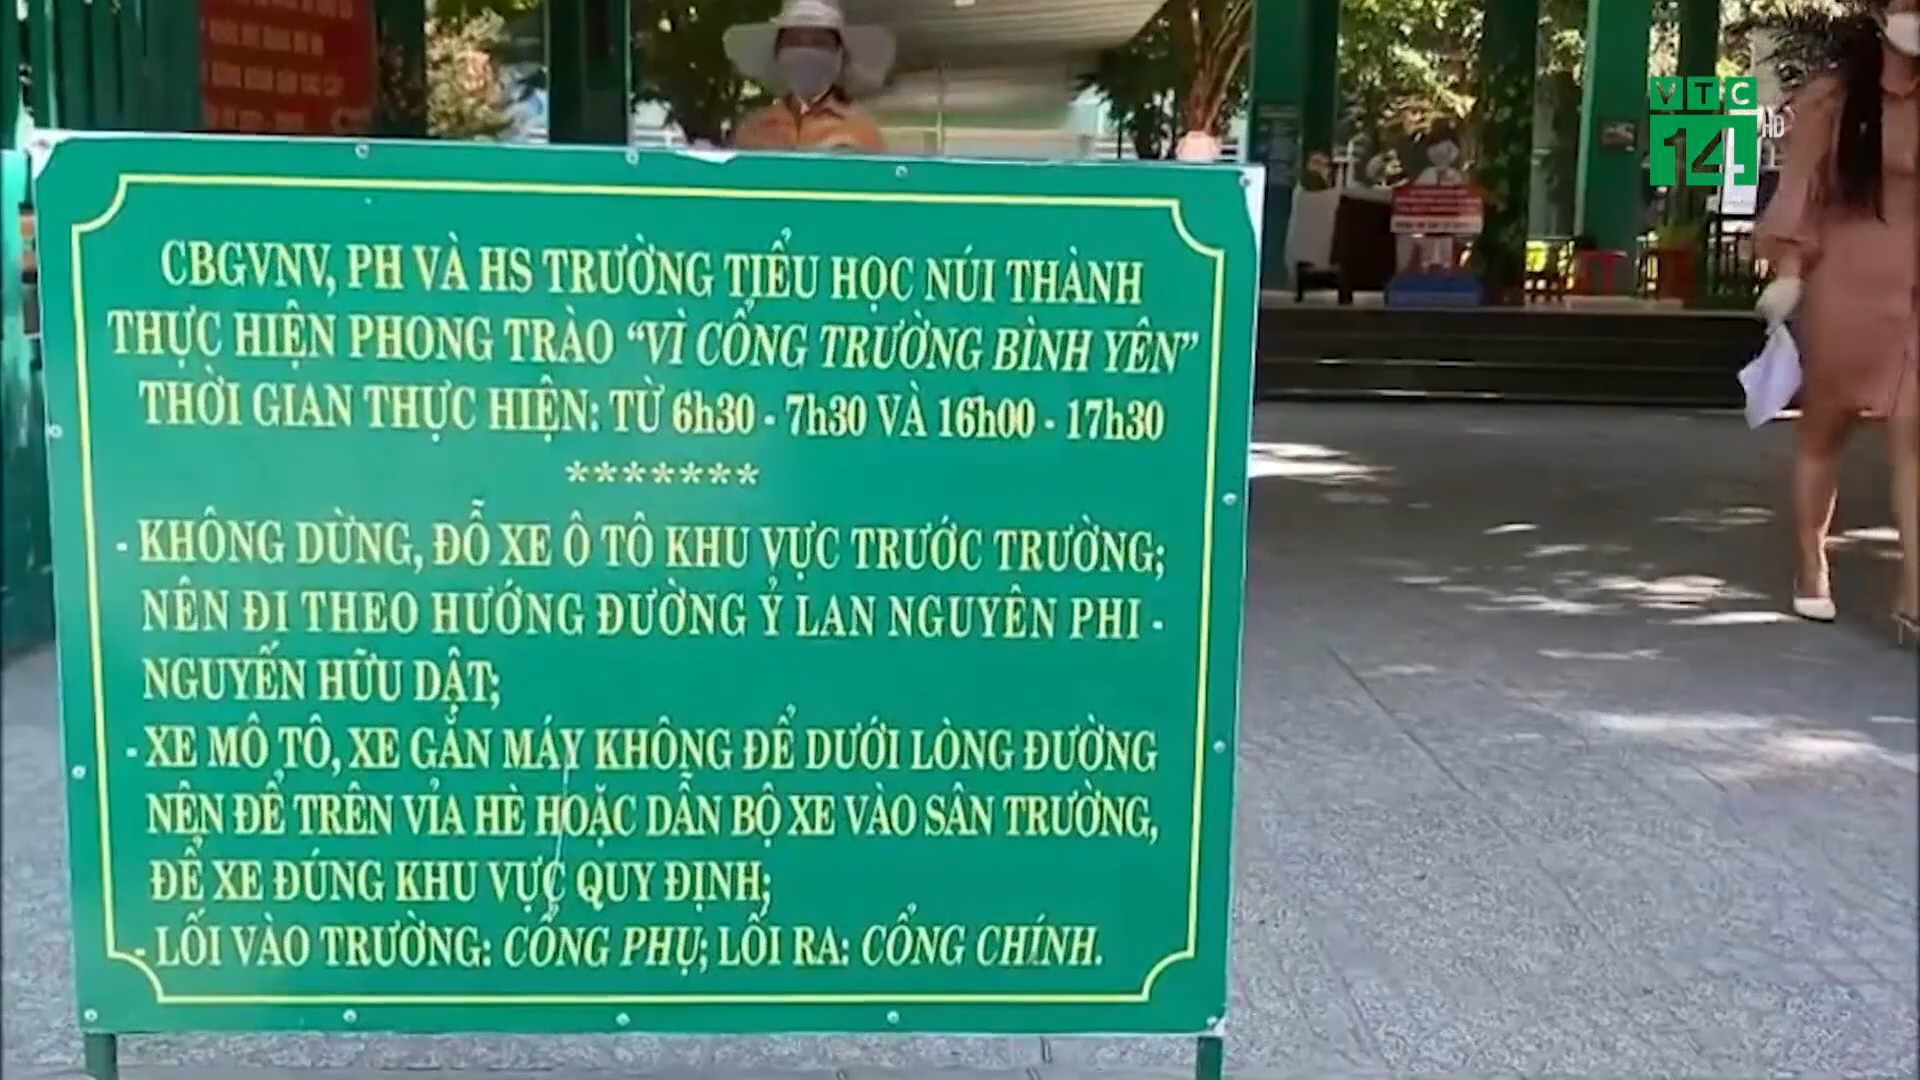 VTC
14
HD
CBGVNV, PH VÀ HS TRƯỜNG TIỂU HỌC NÚI THÀNH
THỰC HIỆN PHONG TRÀO “VÌ CỔNG TRƯỜNG BÌNH YÊN”
THỜI GIAN THỰC HIỆN: TỪ 6h30 - 7h30 VÀ 16h00 - 17h30
*******
- KHÔNG DỪNG, ĐỖ XE Ô TÔ KHU VỰC TRƯỚC TRƯỜNG;
NÊN ĐI THEO HƯỚNG ĐƯỜNG Ỷ LAN NGUYÊN PHI -
NGUYẾN HỮU DẬT;
- XE MÔ TÔ, XE GẮN MÁY KHÔNG ĐỂ DƯỚI LÒNG ĐƯỜNG
NÊN ĐỂ TRÊN VỈA HÈ HOẶC DẪN BỘ XE VÀO SÂN TRƯỜNG,
ĐỂ XE ĐÚNG KHU VỰC QUY ĐỊNH;
- LỐI VÀO TRƯỜNG: CỔNG PHỤ; LỐI RA: CỔNG CHÍNH.